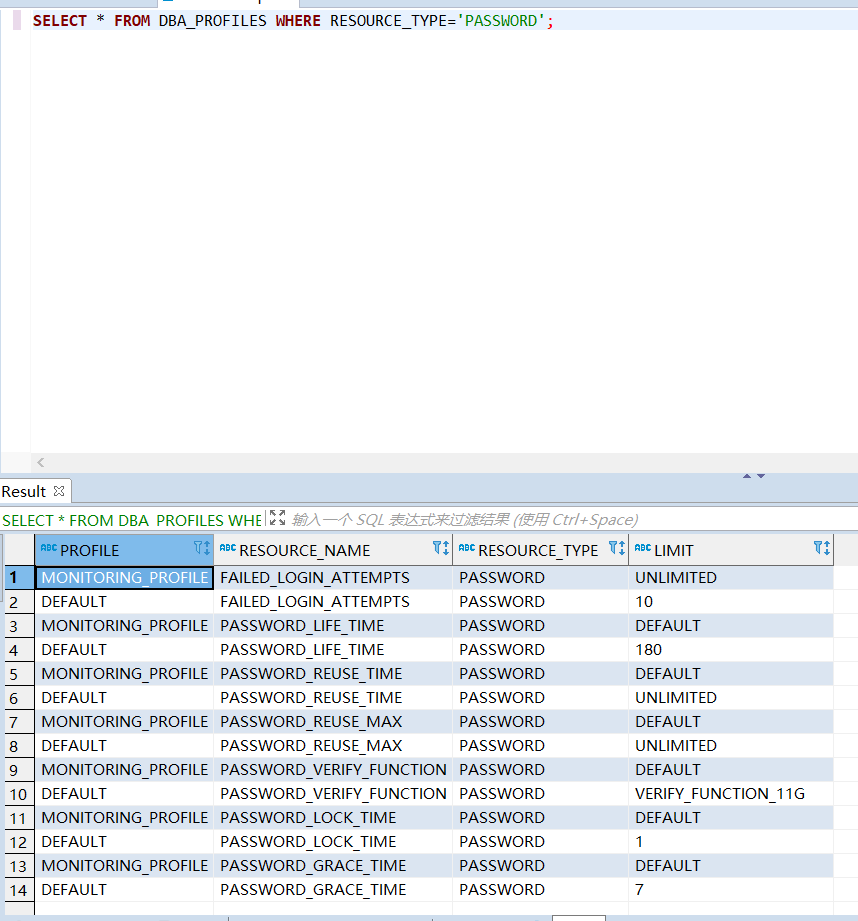 SELECT * FROM DBA_PROFILES WHERE RESOURCE_TYPE='PASSWORD';
Result
SELECT * FROM DBA_PROFILES WHE 输入一个 SQL 表达式来过滤结果 (使用 Ctrl+Space)
ABC PROFILE ABC RESOURCE_NAME ABC RESOURCE_TYPE ABC LIMIT
1 MONITORING_PROFILE FAILED_LOGIN_ATTEMPTS PASSWORD UNLIMITED
2 DEFAULT FAILED_LOGIN_ATTEMPTS PASSWORD 10
3 MONITORING_PROFILE PASSWORD_LIFE_TIME PASSWORD DEFAULT
4 DEFAULT PASSWORD_LIFE_TIME PASSWORD 180
5 MONITORING_PROFILE PASSWORD_REUSE_TIME PASSWORD DEFAULT
6 DEFAULT PASSWORD_REUSE_TIME PASSWORD UNLIMITED
7 MONITORING_PROFILE PASSWORD_REUSE_MAX PASSWORD DEFAULT
8 DEFAULT PASSWORD_REUSE_MAX PASSWORD UNLIMITED
9 MONITORING_PROFILE PASSWORD_VERIFY_FUNCTION PASSWORD DEFAULT
10 DEFAULT PASSWORD_VERIFY_FUNCTION PASSWORD VERIFY_FUNCTION_11G
11 MONITORING_PROFILE PASSWORD_LOCK_TIME PASSWORD DEFAULT
12 DEFAULT PASSWORD_LOCK_TIME PASSWORD 1
13 MONITORING_PROFILE PASSWORD_GRACE_TIME PASSWORD DEFAULT
14 DEFAULT PASSWORD_GRACE_TIME PASSWORD 7